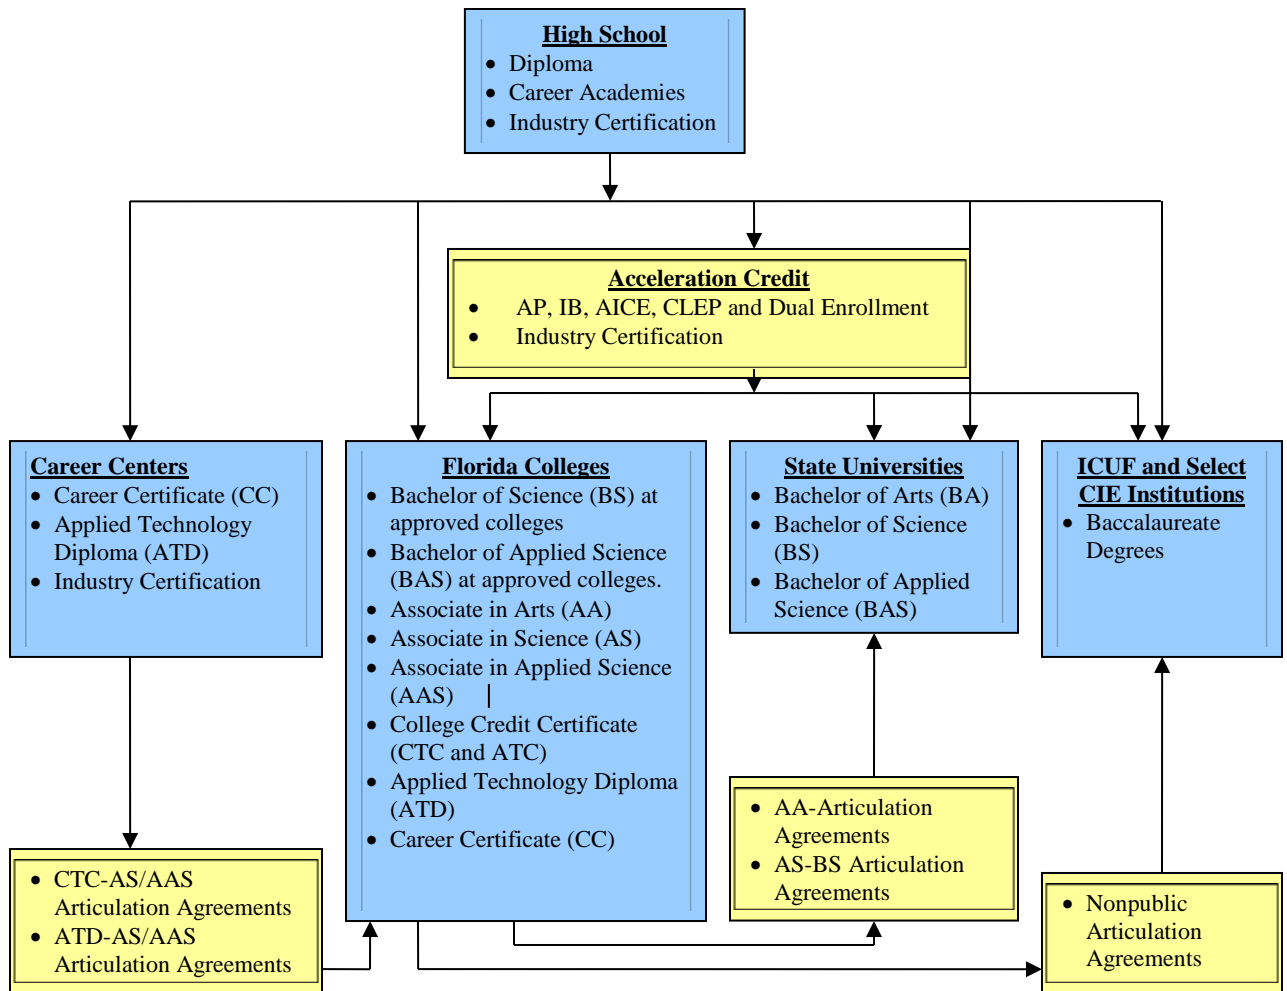 High School
• Diploma
• Career Academies
• Industry Certification
Acceleration Credit
• AP, IB, AICE, CLEP and Dual Enrollment
• Industry Certification
Career Centers
• Career Certificate (CC)
• Applied Technology
Diploma (ATD)
• Industry Certification
Florida Colleges
• Bachelor of Science (BS) at
approved colleges
• Bachelor of Applied Science
(BAS) at approved colleges.
• Associate in Arts (AA)
• Associate in Science (AS)
• Associate in Applied Science
(AAS)
• College Credit Certificate
(CTC and ATC)
• Applied Technology Diploma
(ATD)
• Career Certificate (CC)
State Universities
• Bachelor of Arts (BA)
• Bachelor of Science
(BS)
• Bachelor of Applied
Science (BAS)
ICUF and Select
CIE Institutions
• Baccalaureate
Degrees
• CTC-AS/AAS
Articulation Agreements
• ATD-AS/AAS
Articulation Agreements
• AA-Articulation
Agreements
• AS-BS Articulation
Agreements
• Nonpublic
Articulation
Agreements